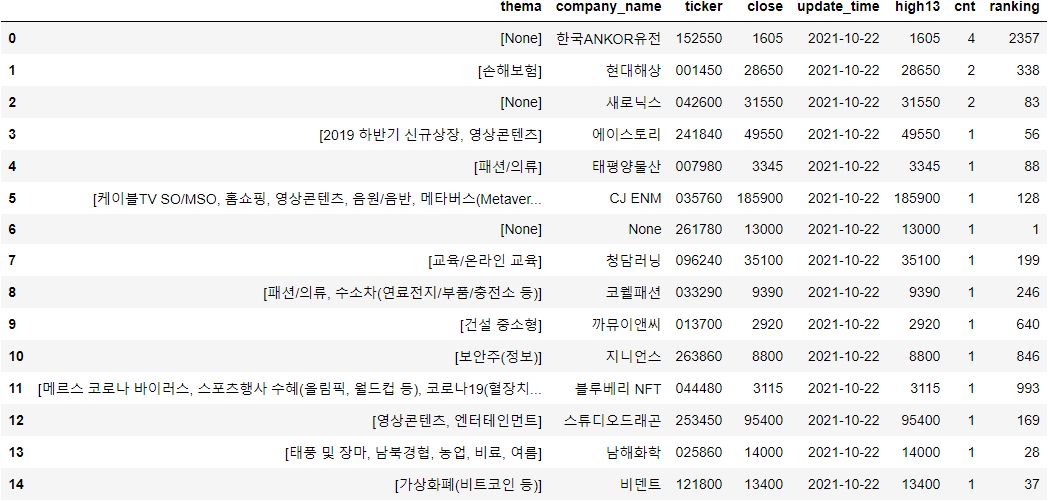 thema company_name ticker close update_time high13 cnt ranking
0 [None] 한국ANKOR유전 152550 1605 2021-10-22 1605 4 2357
1 [손해보험] 현대해상 001450 28650 2021-10-22 28650 2 338
2 [None] 새로닉스 042600 31550 2021-10-22 31550 2 83
3 [2019 하반기 신규상장, 영상콘텐츠] 에이스토리 241840 49550 2021-10-22 49550 1 56
4 [패션/의류] 태평양물산 007980 3345 2021-10-22 3345 1 88
5 [케이블TV SO/MSO, 홈쇼핑, 영상콘텐츠, 음원/음반, 메타버스(Metaver... CJ ENM 035760 185900 2021-10-22 185900 1 128
6 [None] None 261780 13000 2021-10-22 13000 1 1
7 [교육/온라인 교육] 청담러닝 096240 35100 2021-10-22 35100 1 199
8 [패션/의류, 수소차(연료전지/부품/충전소 등)] 코웰패션 033290 9390 2021-10-22 9390 1 246
9 [건설 중소형] 까뮤이앤씨 013700 2920 2021-10-22 2920 1 640
10 [보안주(정보)] 지니언스 263860 8800 2021-10-22 8800 1 846
11 [메르스 코로나 바이러스, 스포츠행사 수혜(올림픽, 월드컵 등), 코로나19(혈장치... 블루베리 NFT 044480 3115 2021-10-22 3115 1 993
12 [영상콘텐츠, 엔터테인먼트] 스튜디오드래곤 253450 95400 2021-10-22 95400 1 169
13 [태풍 및 장마, 남북경협, 농업, 비료, 여름] 남해화학 025860 14000 2021-10-22 14000 1 28
14 [가상화폐(비트코인 등)] 비덴트 121800 13400 2021-10-22 13400 1 37